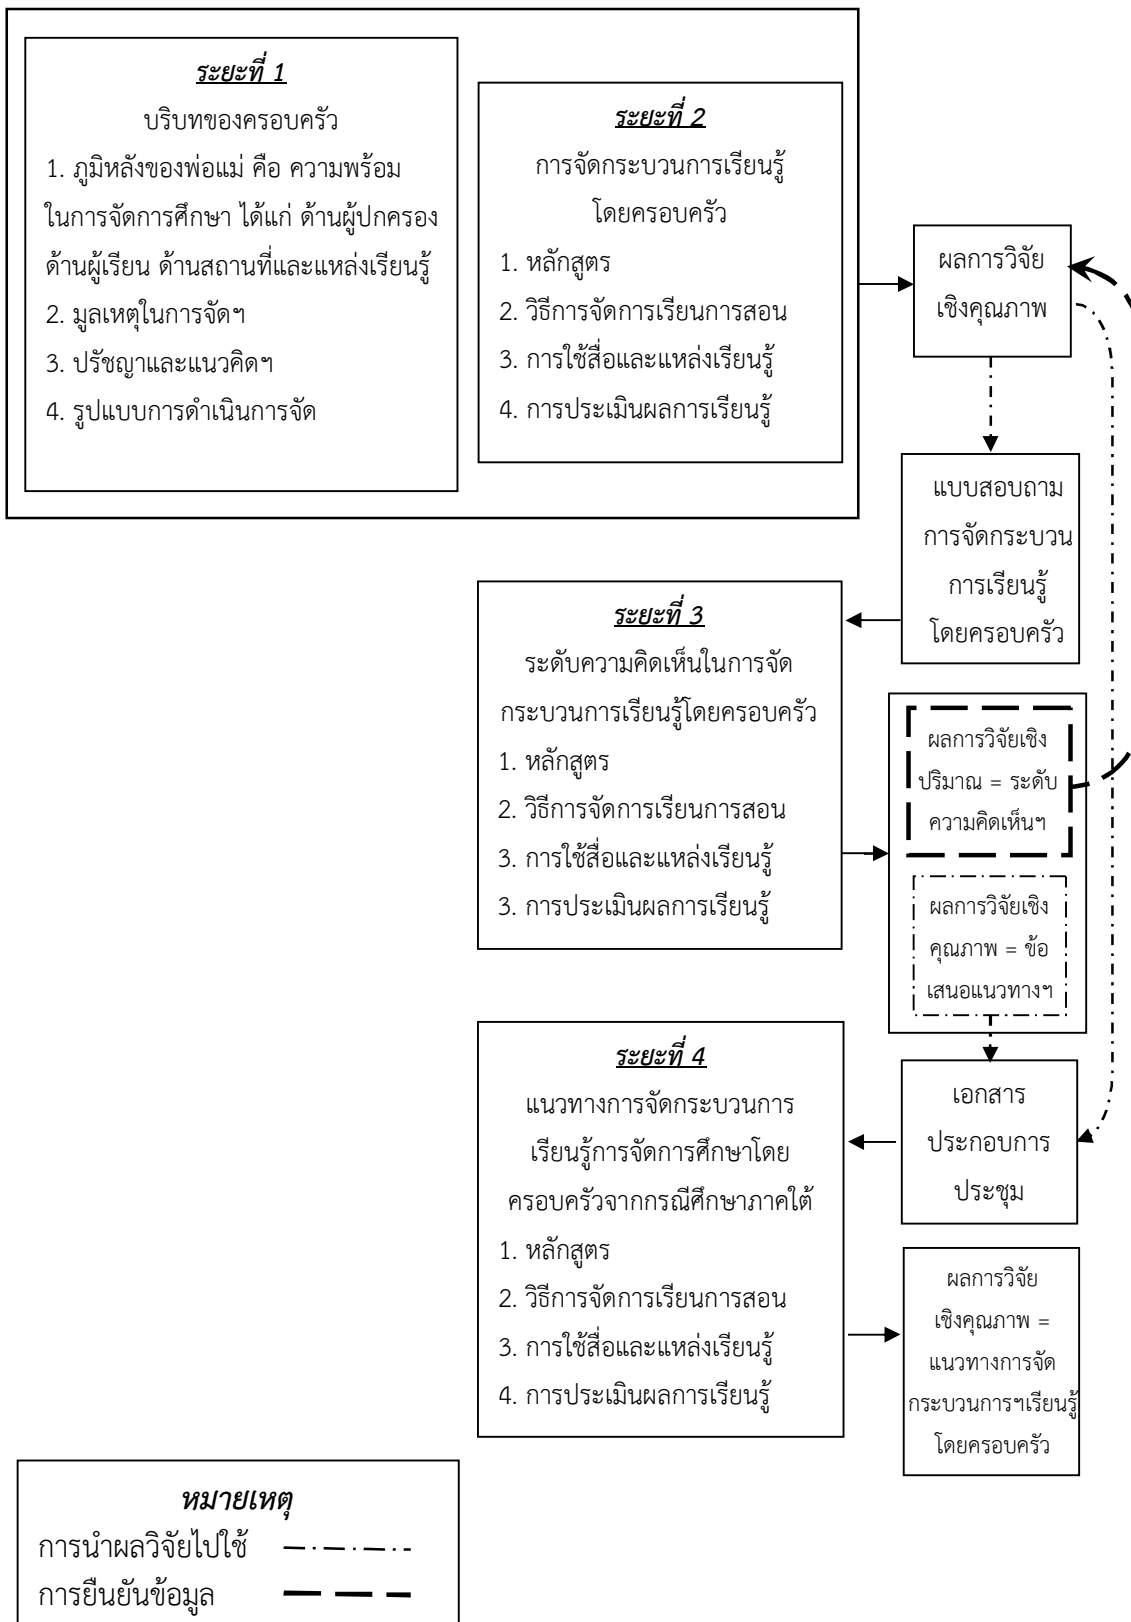 ระยะที่ 1
บริบทของครอบครัว
1. ภูมิหลังของพ่อแม่ คือ ความพร้อม
ในการจัดการศึกษา ได้แก่ ด้านผู้ปกครอง
ด้านผู้เรียน ด้านสถานที่และแหล่งเรียนรู้
2. มูลเหตุในการจัดฯ
3. ปรัชญาและแนวคิดฯ
4. รูปแบบการดำเนินการจัด
ระยะที่ 2
การจัดกระบวนการเรียนรู้
โดยครอบครัว
1. หลักสูตร
2. วิธีการจัดการเรียนการสอน
3. การใช้สื่อและแหล่งเรียนรู้
4. การประเมินผลการเรียนรู้
ผลการวิจัย
เชิงคุณภาพ
แบบสอบถาม
การจัดกระบวน
การเรียนรู้
โดยครอบครัว
ระยะที่ 3
ระดับความคิดเห็นในการจัด
กระบวนการเรียนรู้โดยครอบครัว
1. หลักสูตร
2. วิธีการจัดการเรียนการสอน
3. การใช้สื่อและแหล่งเรียนรู้
3. การประเมินผลการเรียนรู้
ผลการวิจัยเชิง
ปริมาณ = ระดับ
ความคิดเห็นฯ
ผลการวิจัยเชิง
คุณภาพ = ข้อ
เสนอแนวทางฯ
ระยะที่ 4
แนวทางการจัดกระบวนการ
เรียนรู้การจัดการศึกษาโดย
ครอบครัวจากกรณีศึกษาภาคใต้
1. หลักสูตร
2. วิธีการจัดการเรียนการสอน
3. การใช้สื่อและแหล่งเรียนรู้
4. การประเมินผลการเรียนรู้
เอกสาร
ประกอบการ
ประชุม
ผลการวิจัย
เชิงคุณภาพ =
แนวทางการจัด
กระบวนการฯเรียนรู้
โดยครอบครัว
หมายเหตุ
การนำผลวิจัยไปใช้
การยืนยันข้อมูล